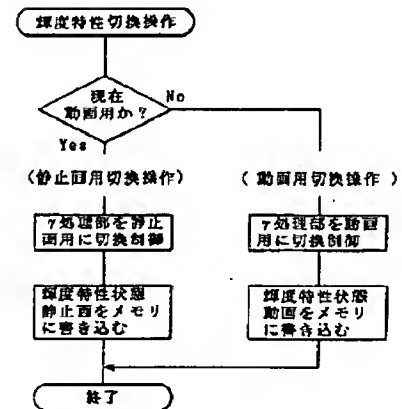 輝度特性切換操作
現在
動画用か?
No
Yes
(静止画用切換操作)
(動画用切換操作)
γ処理部を静止
画用に切換制御
γ処理部を動画
用に切換制御
輝度特性状態
静止画をメモリ
に書き込む
輝度特性状態
動画をメモリ
に書き込む
終了